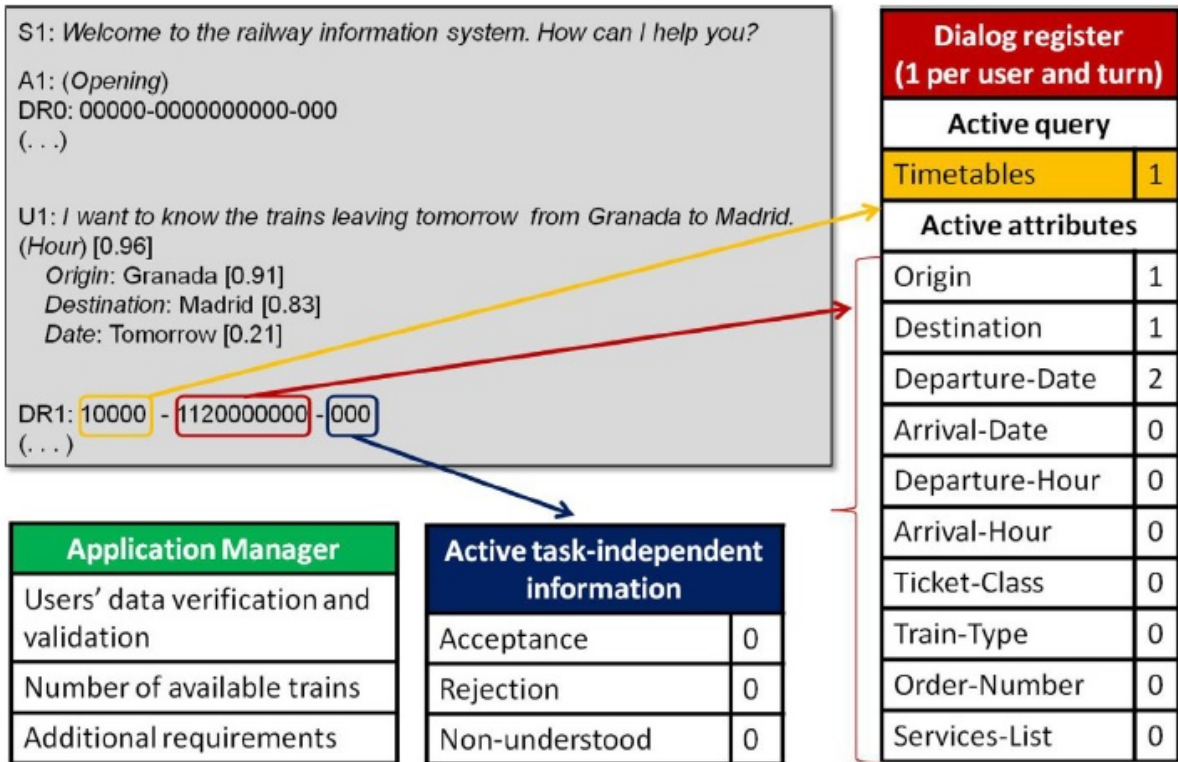 S1: Welcome to the railway information system. How can I help you?
A1: (Opening)
DR0: 00000-0000000000-000
(. . .)
U1: I want to know the trains leaving tomorrow from Granada to Madrid.
(Hour) [0.96]
Origin: Granada [0.91]
Destination: Madrid [0.83]
Date: Tomorrow [0.21]
DR1: 10000 - 1120000000 - 000
(. . . )
Dialog register
(1 per user and turn)
Active query
Timetables 1
Active attributes
Origin 1
Destination 1
Departure-Date 2
Arrival-Date 0
Departure-Hour 0
Arrival-Hour 0
Ticket-Class 0
Train-Type 0
Order-Number 0
Services-List 0
Application Manager
Users' data verification and
validation
Number of available trains
Additional requirements
Active task-independent
information
Acceptance 0
Rejection 0
Non-understood 0